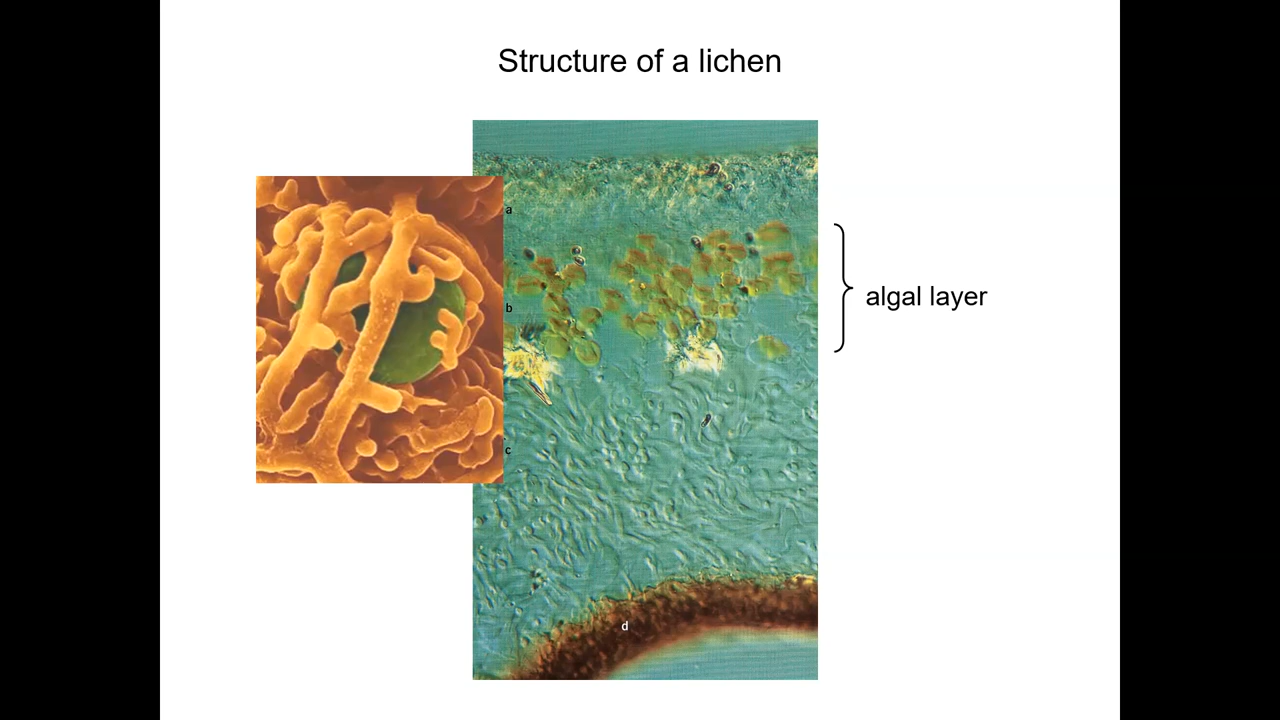 Structure of a lichen
a
b
algal layer
c
d